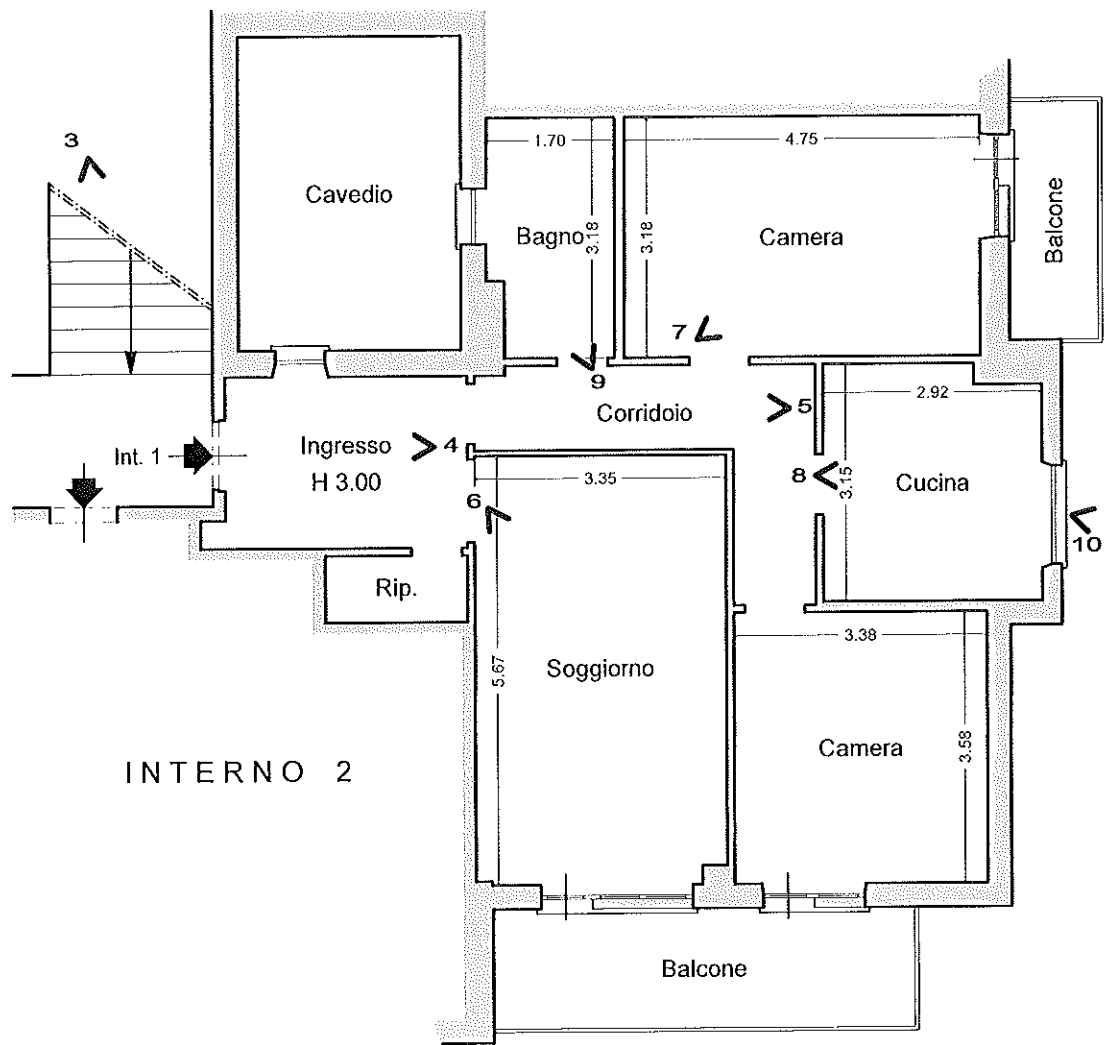 3
Cavedio
1.70
3.18
Bagno
4.75
3.18
Camera
Balcone
7
9
Corridoio
5
2.92
Int. 1
Ingresso
H 3.00
4
3.35
6
8
3.15
Cucina
10
Rip.
5.67
Soggiorno
3.38
3.58
Camera
INTERNO 2
Balcone